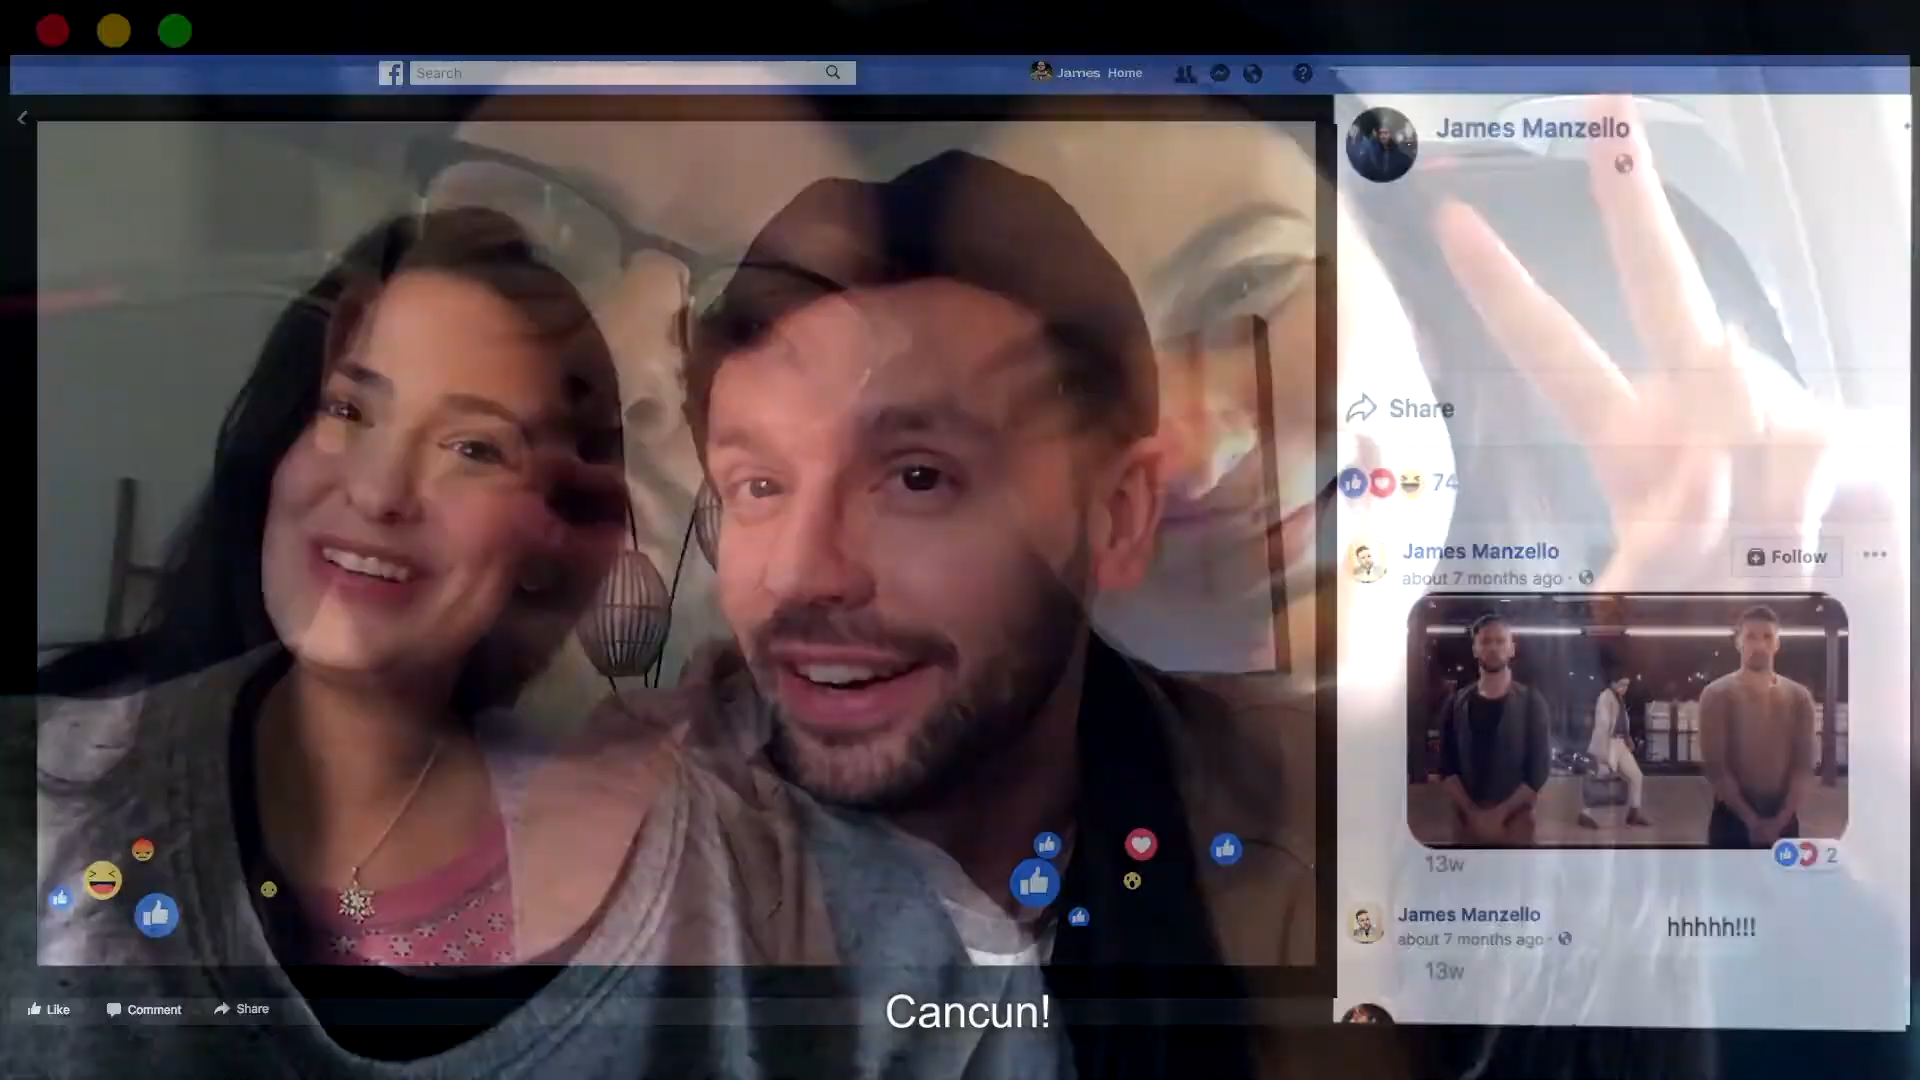 Search
James Home
James Manzello
Share
74
James Manzello
Follow
about 7 months ago
13w
2
James Manzello
hhhhh!!!
about 7 months ago
13w
Like
Comment
Share
Cancun!